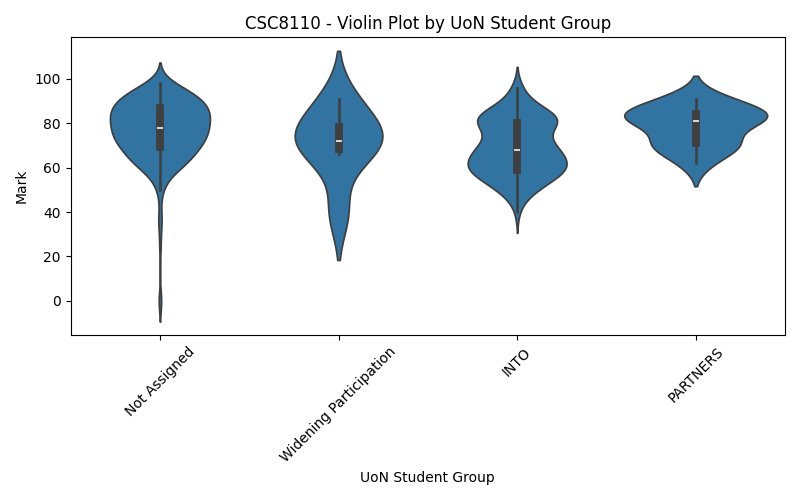 CSC8110 - Violin Plot by UoN Student Group
Mark
100
80
60
40
20
0
Not Assigned
Widening Participation
INTO
PARTNERS
UoN Student Group